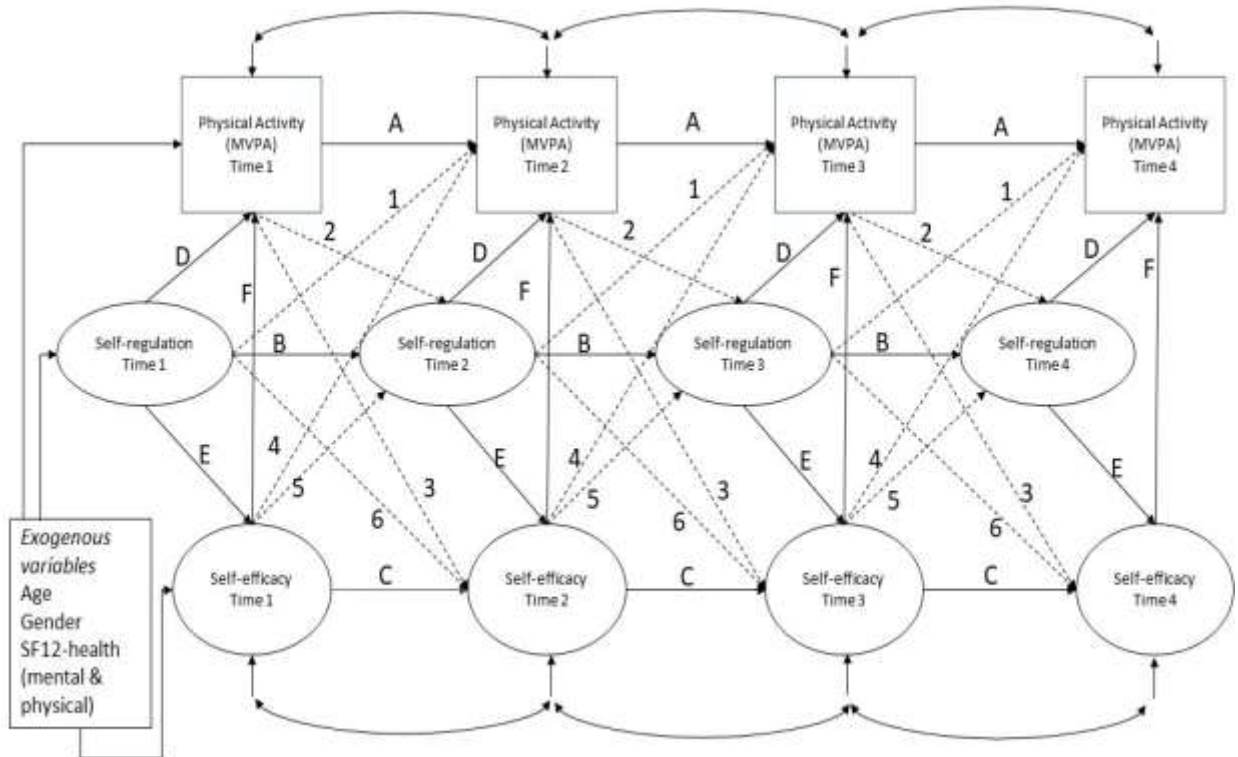 Physical Activity
(MVPA)
Time 1
A
Physical Activity
(MVPA)
Time 2
A
Physical Activity
(MVPA)
Time 3
A
Physical Activity
(MVPA)
Time 4
1
1
1
2
2
2
D
D
D
D
F
F
F
F
Self-regulation
Time 1
B
Self-regulation
Time 2
B
Self-regulation
Time 3
B
Self-regulation
Time 4
E
E
E
E
4
4
4
5
5
5
3
3
3
6
6
6
Exogenous
variables
Age
Gender
SF12-health
(mental &
physical)
Self-efficacy
Time 1
C
Self-efficacy
Time 2
C
Self-efficacy
Time 3
C
Self-efficacy
Time 4